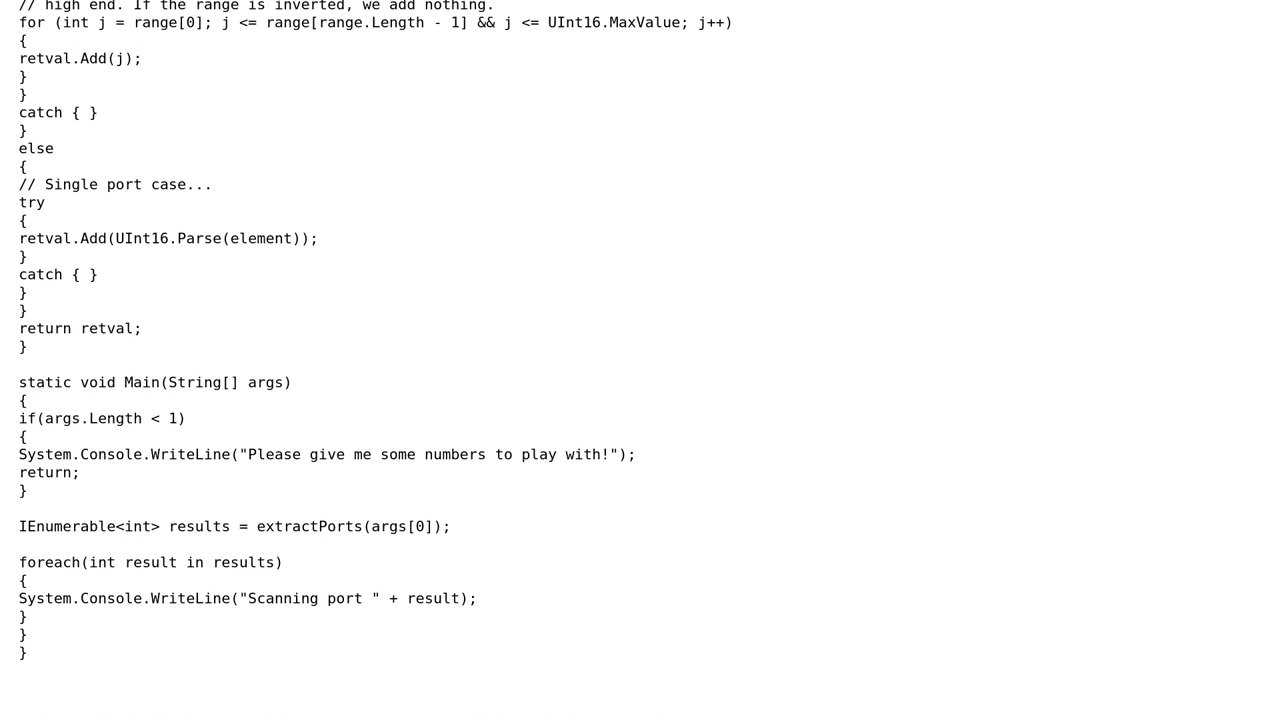 // high end. If the range is inverted, we add nothing.
for (int j = range[0]; j <= range[range.Length - 1] && j <= UInt16.MaxValue; j++)
{
retval.Add(j);
}
}
catch { }
}
else
{
// Single port case...
try
{
retval.Add(UInt16.Parse(element));
}
catch { }
}
}
return retval;
}

static void Main(String[] args)
{
if(args.Length < 1)
{
System.Console.WriteLine("Please give me some numbers to play with!");
return;
}

IEnumerable<int> results = extractPorts(args[0]);

foreach(int result in results)
{
System.Console.WriteLine("Scanning port " + result);
}
}
}